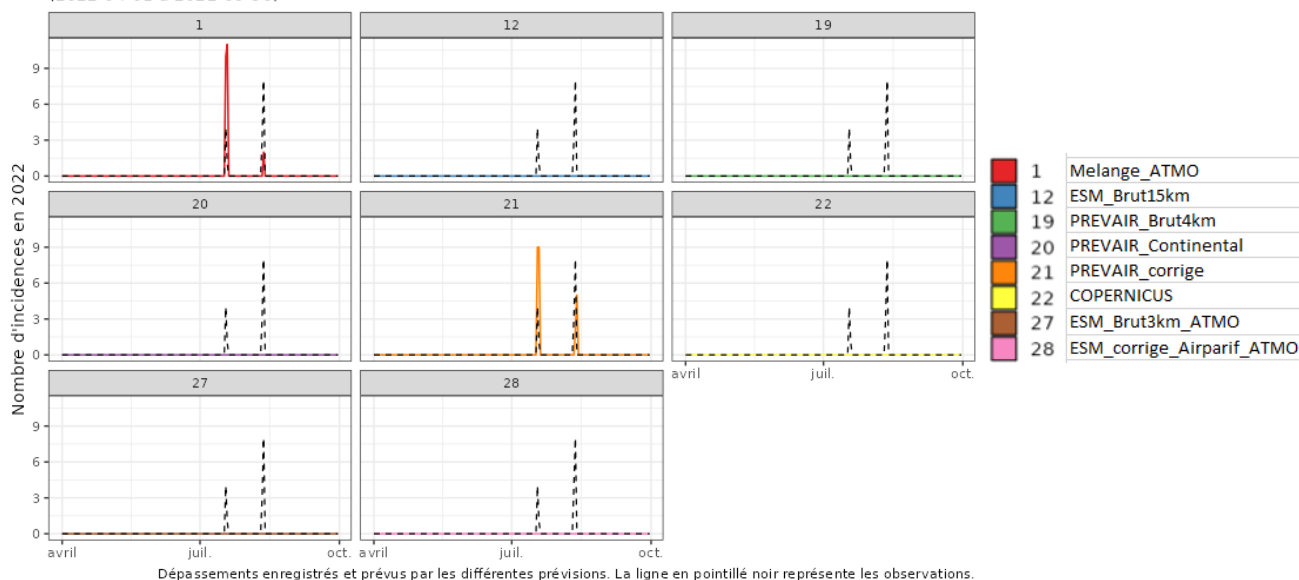 1 12 19
9
6
3
0
20 21 22
9
6
3
0
avril juil. oct.
27 28
9
6
3
0
avril juil. oct. avril juil. oct.
Nombre d'incidences en 2022
1 Melange_ATMO
12 ESM_Brut15km
19 PREVAIR_Brut4km
20 PREVAIR_Continental
21 PREVAIR_corrige
22 COPERNICUS
27 ESM_Brut3km_ATMO
28 ESM_corrige_Airparif_ATMO
Dépassements enregistrés et prévus par les différentes prévisions. La ligne en pointillé noir représente les observations.